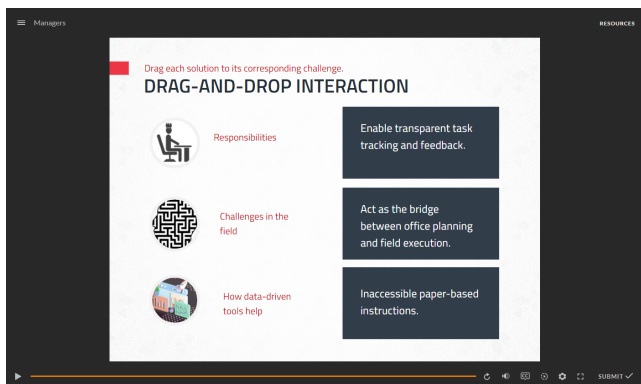 Managers
RESOURCES
Drag each solution to its corresponding challenge.
DRAG-AND-DROP INTERACTION
Responsibilities
Enable transparent task
tracking and feedback.
Challenges in the
field
Act as the bridge
between office planning
and field execution.
How data-driven
tools help
Inaccessible paper-based
instructions.
CC
SUBMIT